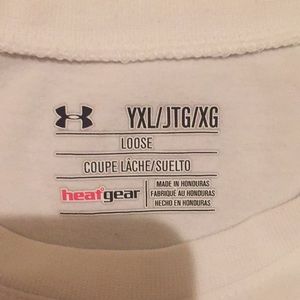 YXL/JTG/XG
LOOSE
COUPE LÂCHE/SUELTO
heatgear
MADE IN HONDURAS
FABRIQUÉ AU HONDURAS
HECHO EN HONDURAS